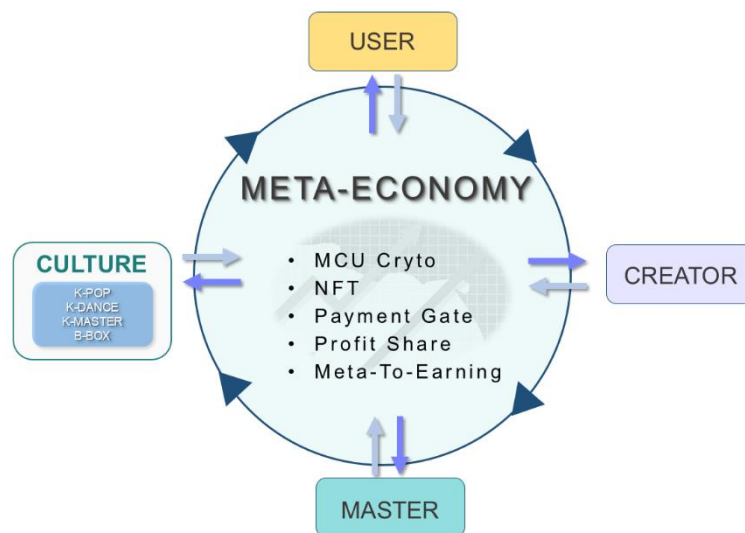 USER
META-ECONOMY
• MCU Cryto
• NFT
• Payment Gate
• Profit Share
• Meta-To-Earning
CULTURE
K-POP
K-DANCE
K-MASTER
B-BOX
CREATOR
MASTER